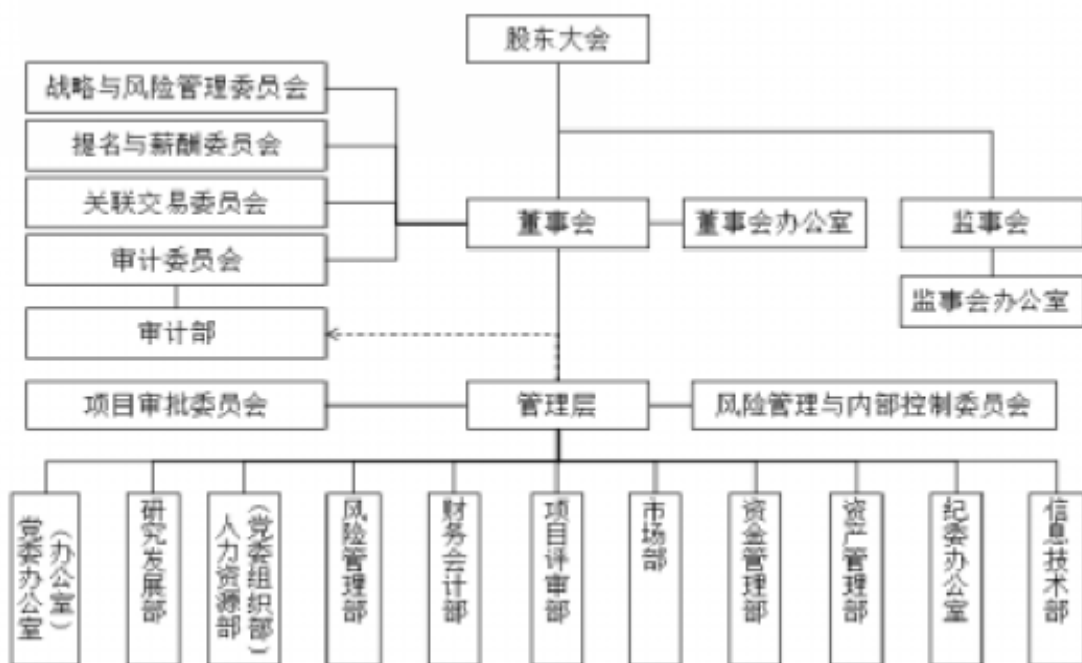 股东大会
战略与风险管理委员会
提名与薪酬委员会
关联交易委员会
董事会
董事会办公室
监事会
审计委员会
监事会办公室
审计部
项目审批委员会
管理层
风险管理与内部控制委员会
党委办公室
（办公室）
研究发展部
人力资源部
（党委组织部）
风险管理部
财务会计部
项目评审部
市场部
资金管理部
资产管理部
纪委办公室
信息技术部